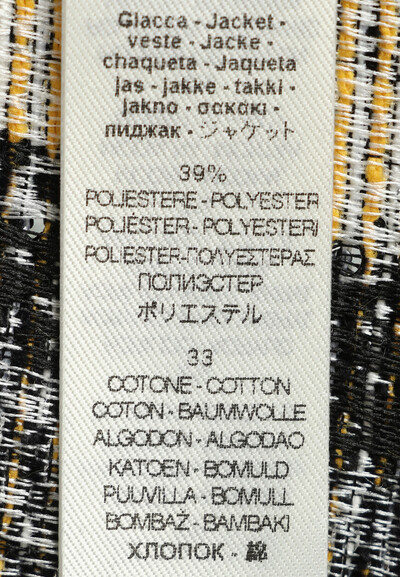 Giacca - Jacket -
veste - Jacke -
chaqueta - Jaqueta
jas - jakke - takki -
jakno - σακάκι -
пиджак - ジャケット
39%
POLIESTERE - POLYESTER
POLIÉSTER - POLYESTERI
POLIESTER-ΠΟΛΥΕΣΤΕΡΑΣ
ПОЛИЭСТЕР
ポリエステル
33
COTONE - COTTON
COTON - BAUMWOLLE
ALGODON - ALGODAO
KATOEN - BOMULD
PUUVILLA - BOMULL
BOMBAŻ - BAMBAKI
ХЛОПОК - 綿